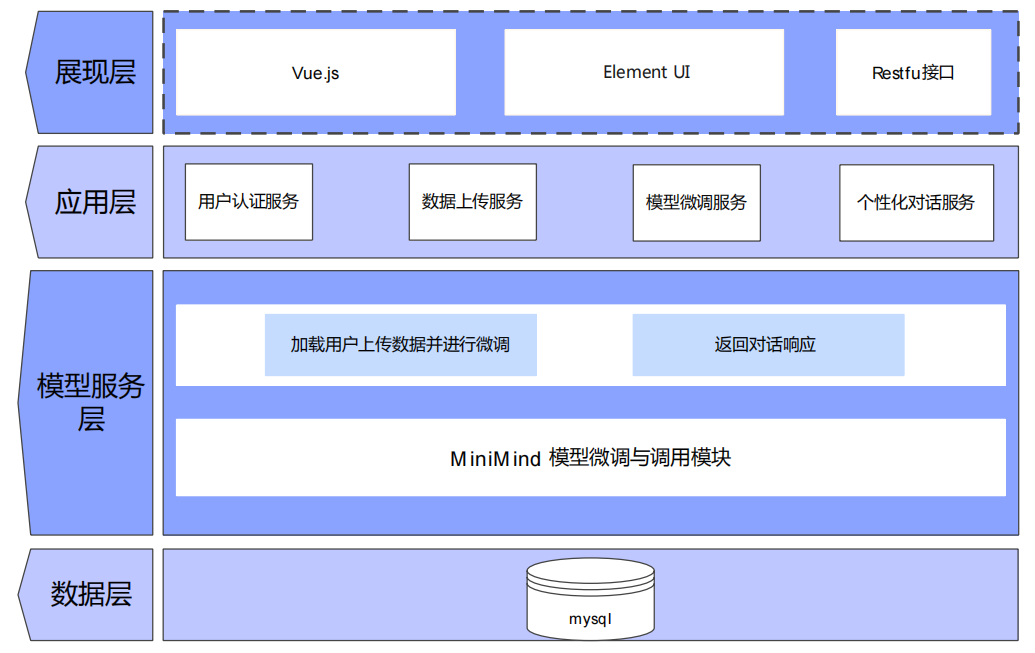 展现层
Vue.js
Element UI
Restfu接口
应用层
用户认证服务
数据上传服务
模型微调服务
个性化对话服务
模型服务
层
加载用户上传数据并进行微调
返回对话响应
MiniMind 模型微调与调用模块
数据层
mysql